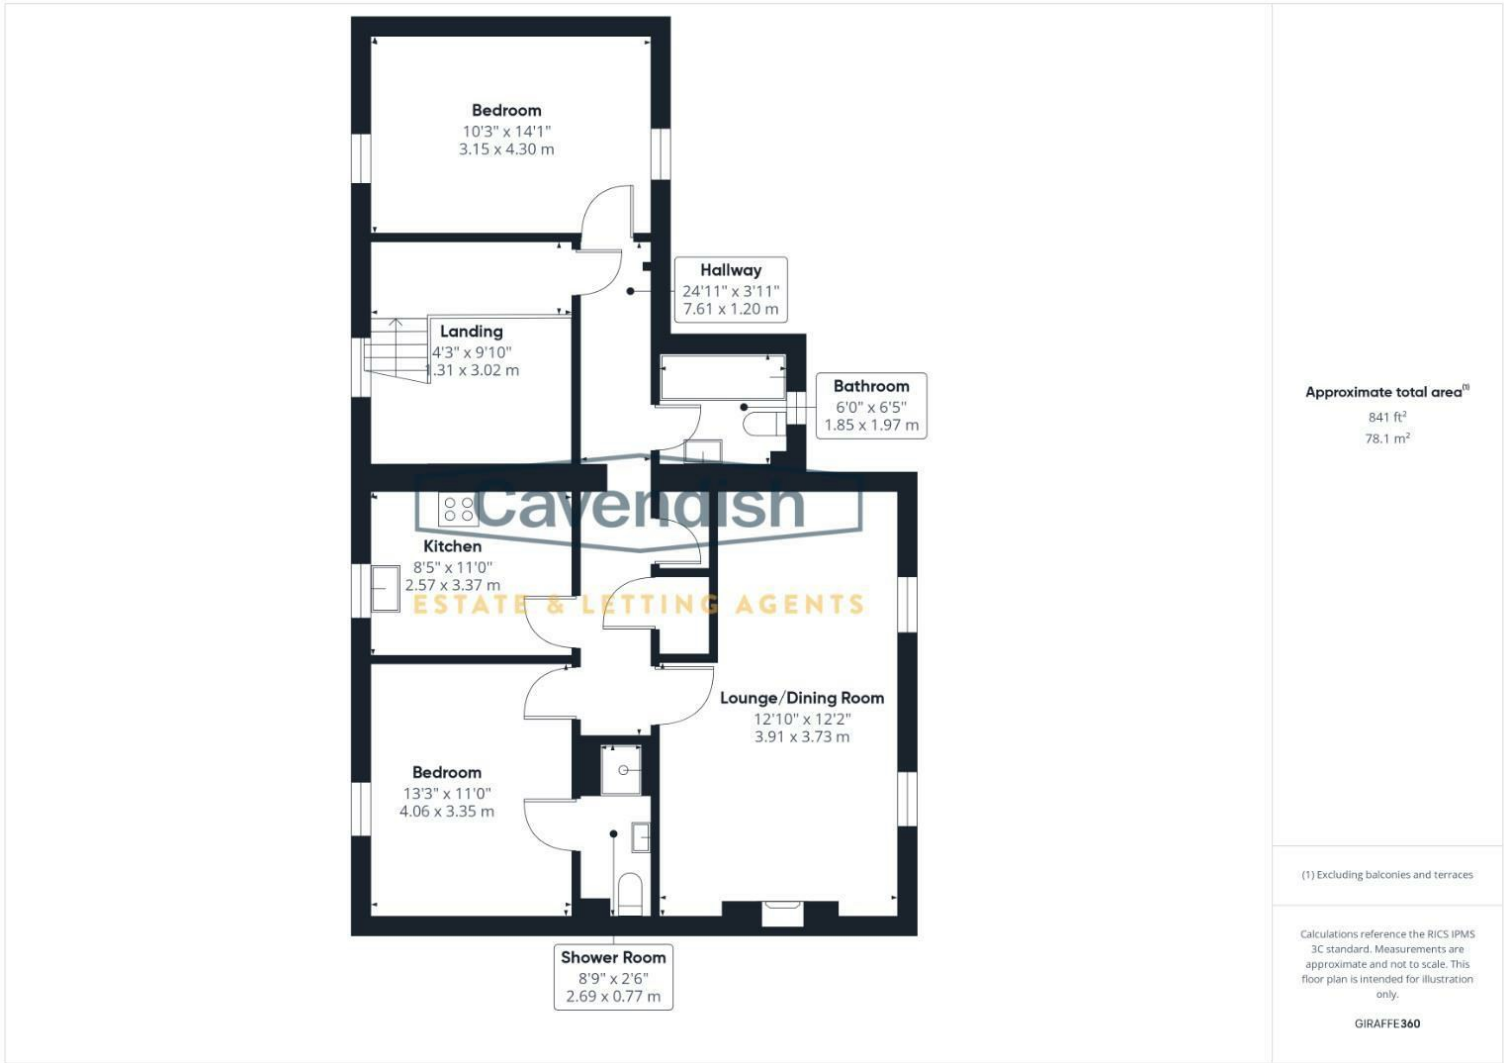 Bedroom
10'3" x 14'1"
3.15 x 4.30 m
Hallway
24'11" x 3'11"
7.61 x 1.20 m
Landing
4'3" x 9'10"
1.31 x 3.02 m
Bathroom
6'0" x 6'5"
1.85 x 1.97 m
Cavendish
ESTATE & LETTING AGENTS
Kitchen
8'5" x 11'0"
2.57 x 3.37 m
Lounge/Dining Room
12'10" x 12'2"
3.91 x 3.73 m
Bedroom
13'3" x 11'0"
4.06 x 3.35 m
Shower Room
8'9" x 2'6"
2.69 x 0.77 m
Approximate total area⁽¹⁾
841 ft²
78.1 m²
(1) Excluding balconies and terraces
Calculations reference the RICS IPMS
3C standard. Measurements are
approximate and not to scale. This
floor plan is intended for illustration
only.
GIRAFFE360